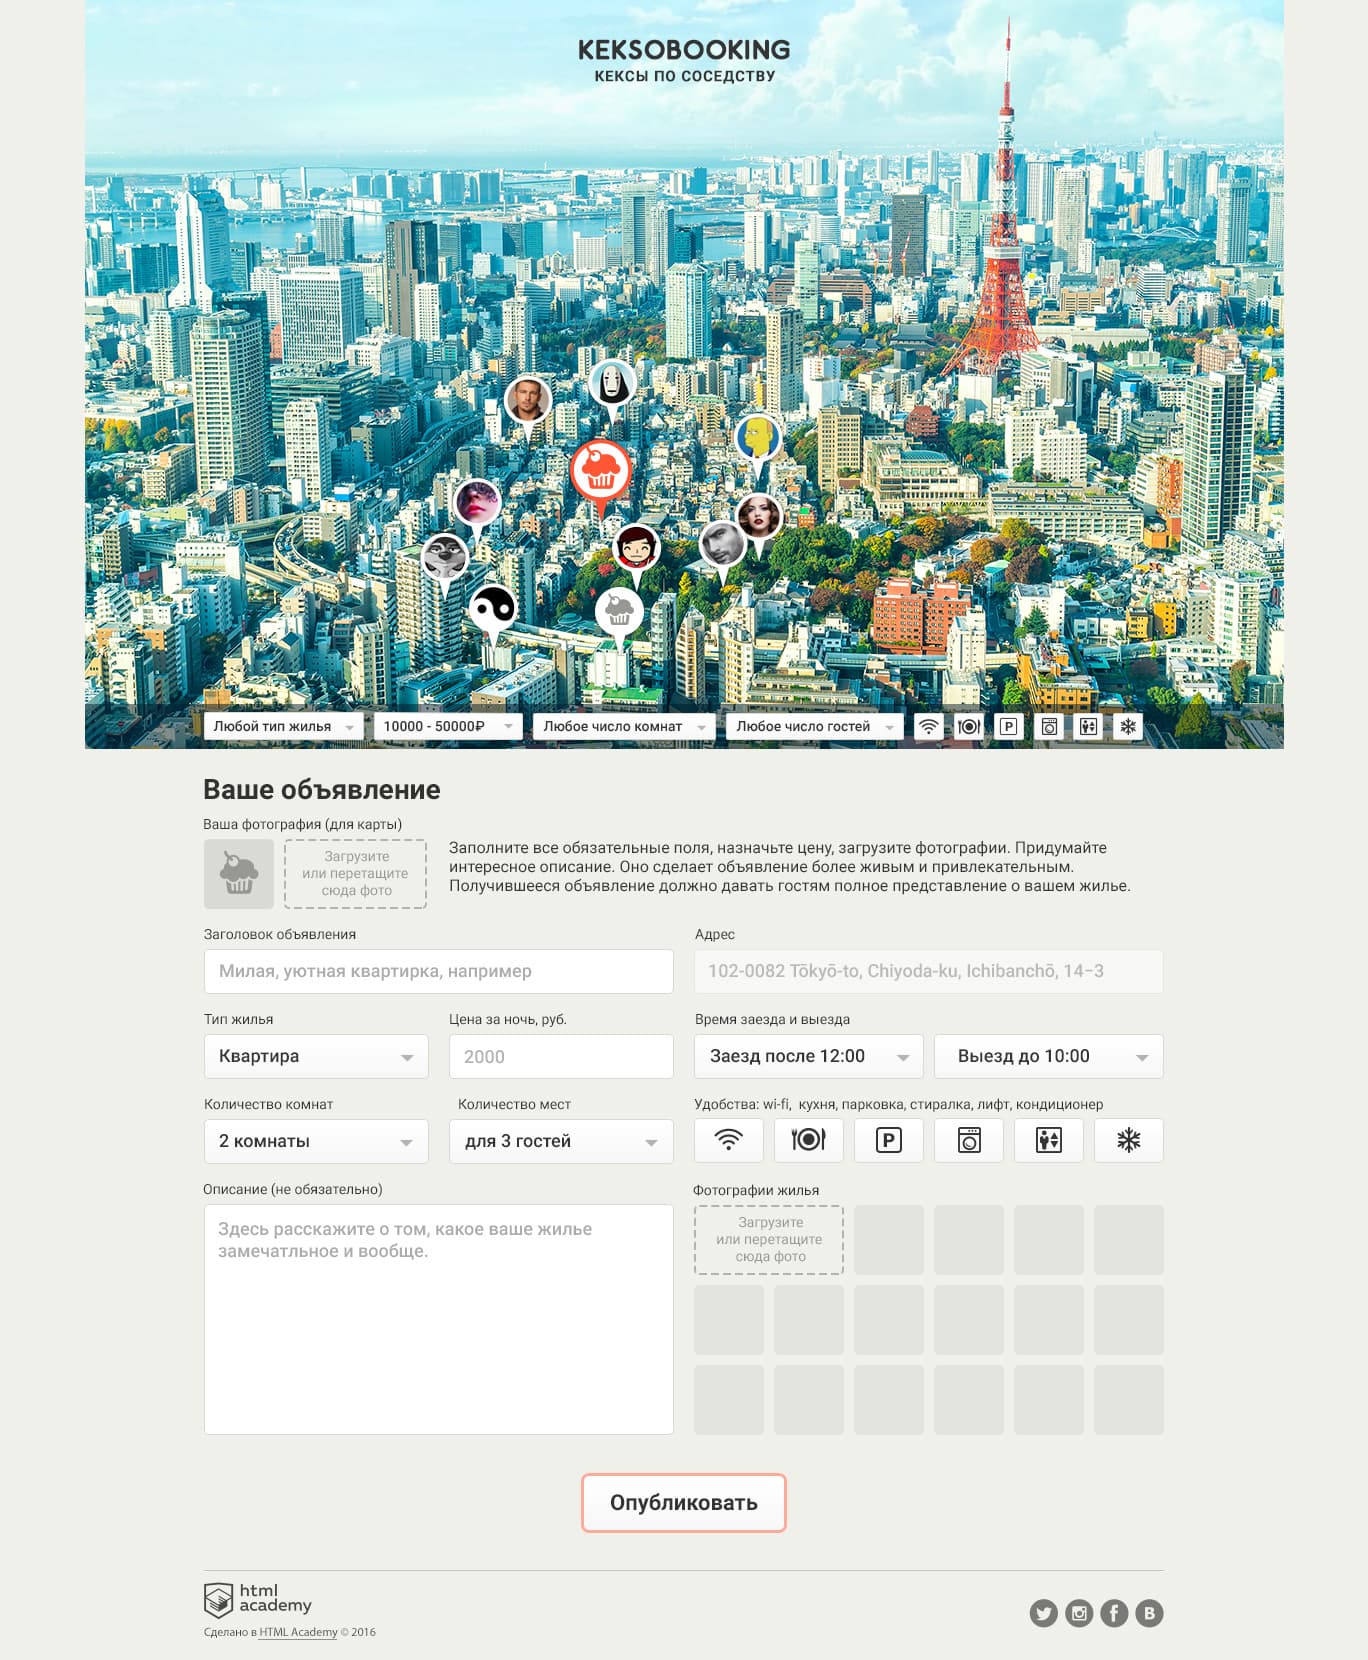 KEKSOBOOKING
КЕКСЫ ПО СОСЕДСТВУ
Любой тип жилья
10000 - 50000₽
Любое число комнат
Любое число гостей
P
Ваше объявление
Ваша фотография (для карты)
Загрузите
или перетащите
сюда фото
Заполните все обязательные поля, назначьте цену, загрузите фотографии. Придумайте
интересное описание. Оно сделает объявление более живым и привлекательным.
Получившееся объявление должно давать гостям полное представление о вашем жилье.
Заголовок объявления
Адрес
Милая, уютная квартирка, например
102-0082 Tōkyō-to, Chiyoda-ku, Ichibanchō, 14−3
Тип жилья
Цена за ночь, руб.
Время заезда и выезда
Квартира
2000
Заезд после 12:00
Выезд до 10:00
Количество комнат
Количество мест
Удобства: wi-fi, кухня, парковка, стиралка, лифт, кондиционер
2 комнаты
для 3 гостей
P
Описание (не обязательно)
Фотографии жилья
Здесь расскажите о том, какое ваше жилье
замечатльное и вообще.
Загрузите
или перетащите
сюда фото
Опубликовать
html
academy
Сделано в HTML Academy © 2016
B